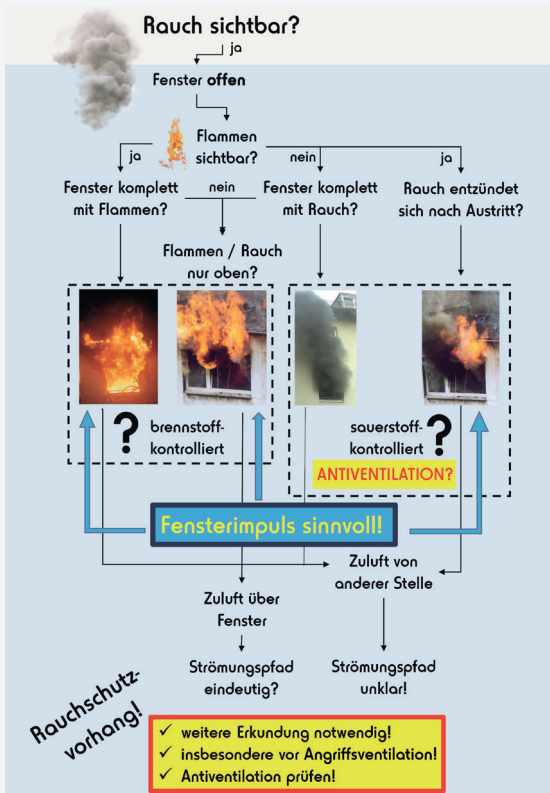 Rauch sichtbar?
ja
Fenster offen
Flammen
sichtbar?
ja
nein
ja
Fenster komplett
mit Flammen?
nein
Fenster komplett
mit Rauch?
Rauch entzündet
sich nach Austritt?
Flammen / Rauch
nur oben?
?
brennstoff-
kontrolliert
sauerstoff-
kontrolliert
?
ANTIVENTILATION?
Fensterimpuls sinnvoll!
Zuluft von
anderer Stelle
Zuluft über
Fenster
Strömungspfad
eindeutig?
Strömungspfad
unklar!
Rauchschutz-
vorhang!
✓ weitere Erkundung notwendig!
✓ insbesondere vor Angriffsventilation!
✓ Antiventilation prüfen!